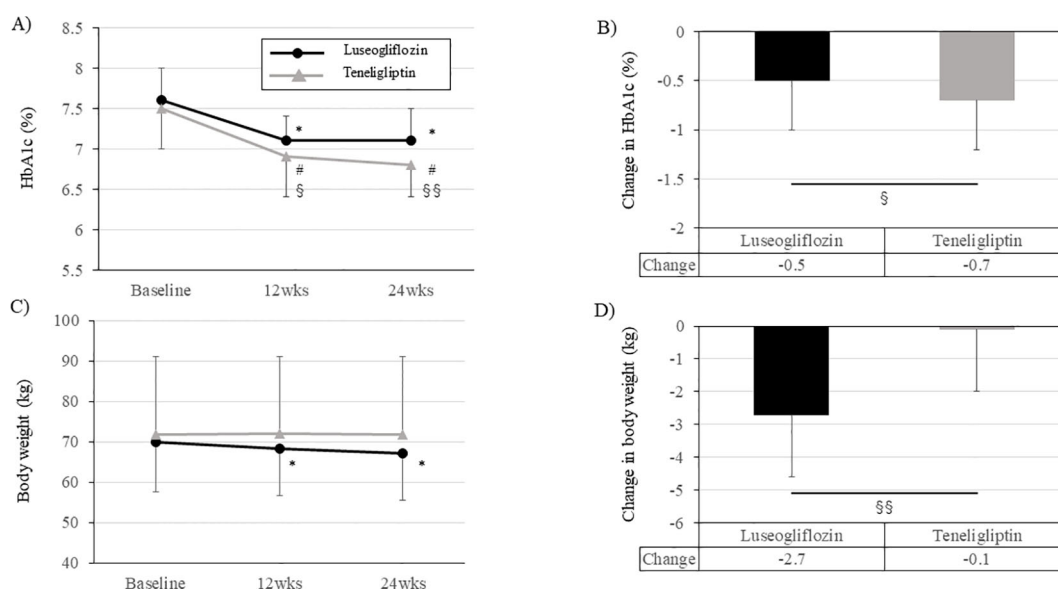 A)
HbA1c (%)
8.5
8
7.5
7
6.5
6
5.5
Luseogliflozin
Teneligliptin
*
*
#
§
#
§§
Baseline
12wks
24wks
B)
Change in HbA1c (%)
0
-0.5
-1
-1.5
-2
§
Luseogliflozin Teneligliptin
Change -0.5 -0.7
C)
Body weight (kg)
100
90
80
70
60
50
40
*
*
Baseline
12wks
24wks
D)
Change in body weight (kg)
0
-1
-2
-3
-4
-5
-6
§§
Luseogliflozin Teneligliptin
Change -2.7 -0.1